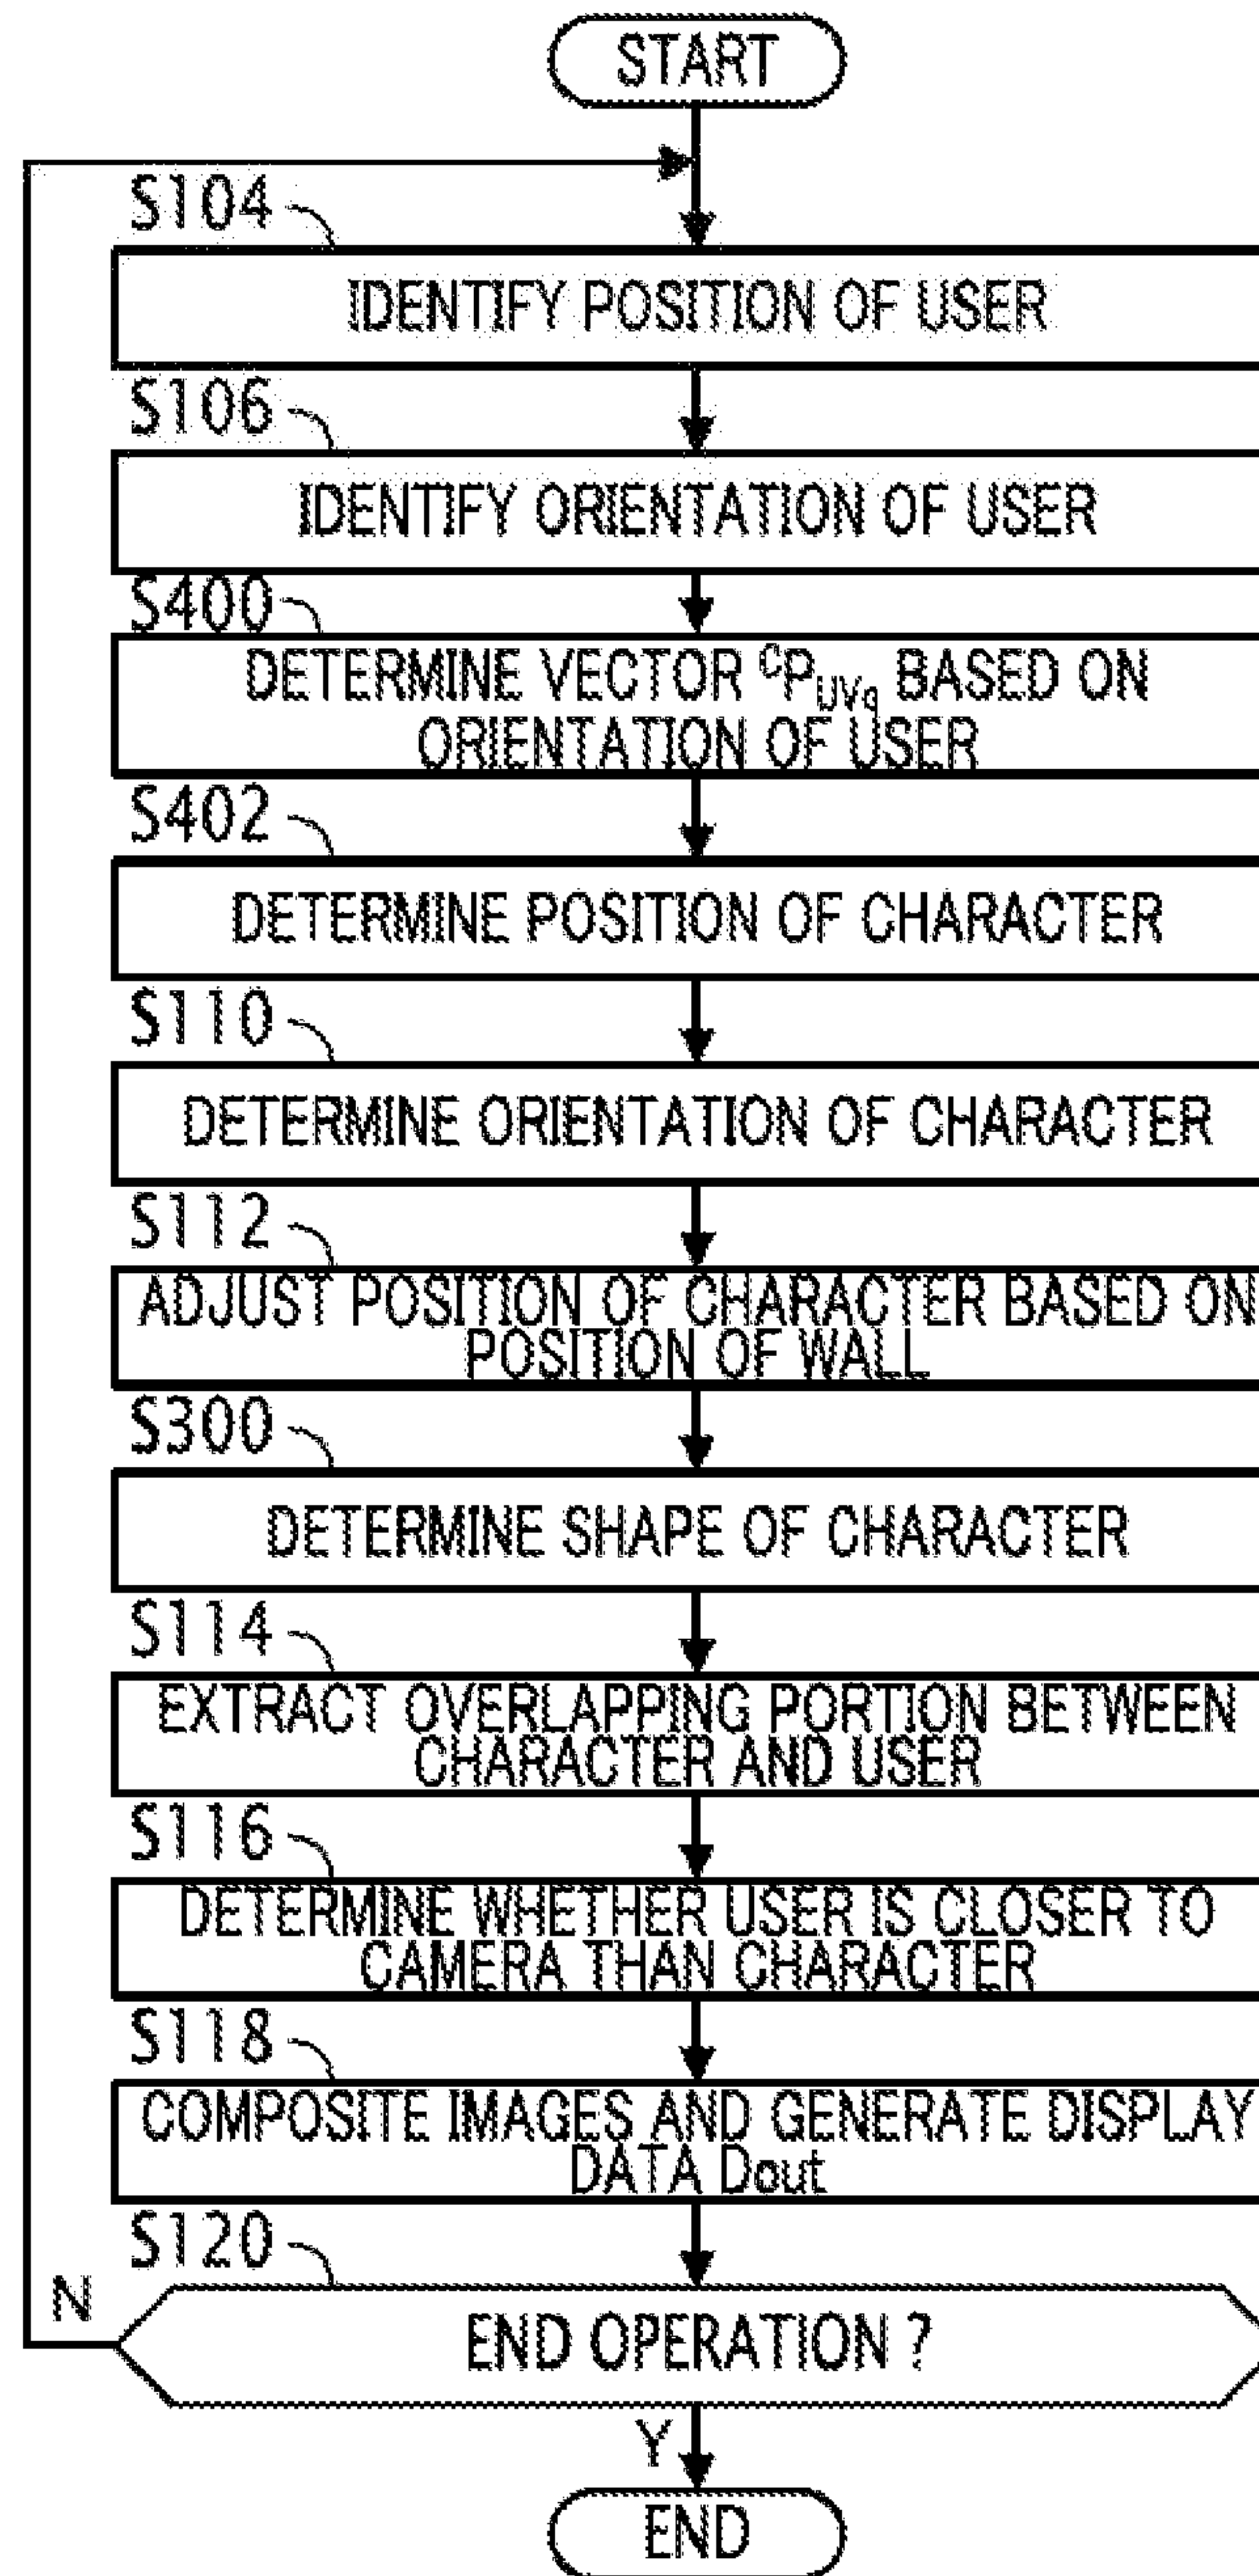 START
S104
IDENTIFY POSITION OF USER
S106
IDENTIFY ORIENTATION OF USER
S400
DETERMINE VECTOR ᶜP_UVq BASED ON
ORIENTATION OF USER
S402
DETERMINE POSITION OF CHARACTER
S110
DETERMINE ORIENTATION OF CHARACTER
S112
ADJUST POSITION OF CHARACTER BASED ON
POSITION OF WALL
S300
DETERMINE SHAPE OF CHARACTER
S114
EXTRACT OVERLAPPING PORTION BETWEEN
CHARACTER AND USER
S116
DETERMINE WHETHER USER IS CLOSER TO
CAMERA THAN CHARACTER
S118
COMPOSITE IMAGES AND GENERATE DISPLAY
DATA Dout
S120
N
END OPERATION ?
Y
END